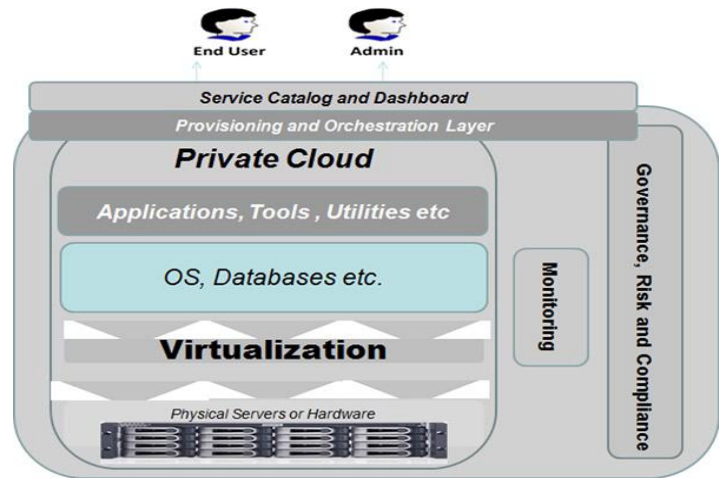 End User
Admin
Service Catalog and Dashboard
Provisioning and Orchestration Layer
Private Cloud
Applications, Tools , Utilities etc
OS, Databases etc.
Virtualization
Physical Servers or Hardware
Monitoring
Governance, Risk and Compliance